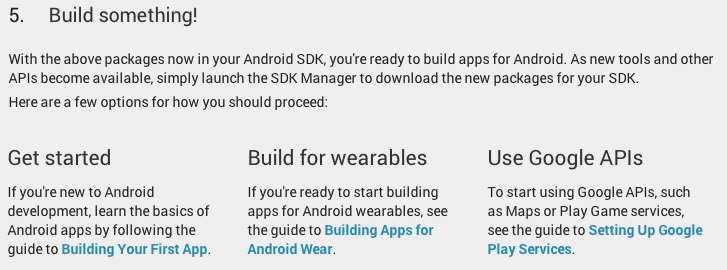 5. Build something!
With the above packages now in your Android SDK, you're ready to build apps for Android. As new tools and other
APIs become available, simply launch the SDK Manager to download the new packages for your SDK.
Here are a few options for how you should proceed:
Get started
If you're new to Android
development, learn the basics of
Android apps by following the
guide to Building Your First App.
Build for wearables
If you're ready to start building
apps for Android wearables, see
the guide to Building Apps for
Android Wear.
Use Google APIs
To start using Google APIs, such
as Maps or Play Game services,
see the guide to Setting Up Google
Play Services.